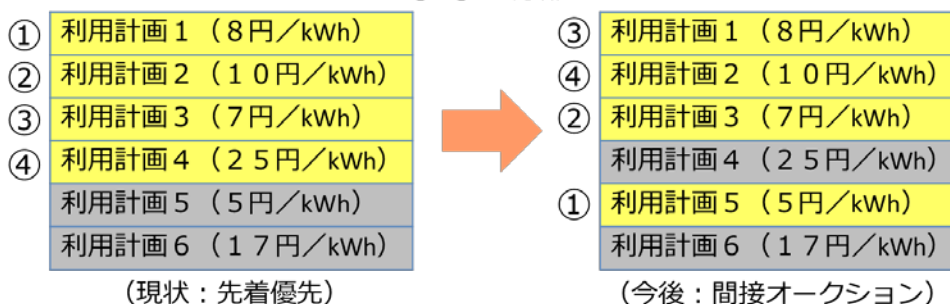 ① 利用計画１（８円／kWh）
② 利用計画２（１０円／kWh）
③ 利用計画３（７円／kWh）
④ 利用計画４（２５円／kWh）
利用計画５（５円／kWh）
利用計画６（１７円／kWh）
（現状：先着優先）
③ 利用計画１（８円／kWh）
④ 利用計画２（１０円／kWh）
② 利用計画３（７円／kWh）
利用計画４（２５円／kWh）
① 利用計画５（５円／kWh）
利用計画６（１７円／kWh）
（今後：間接オークション）